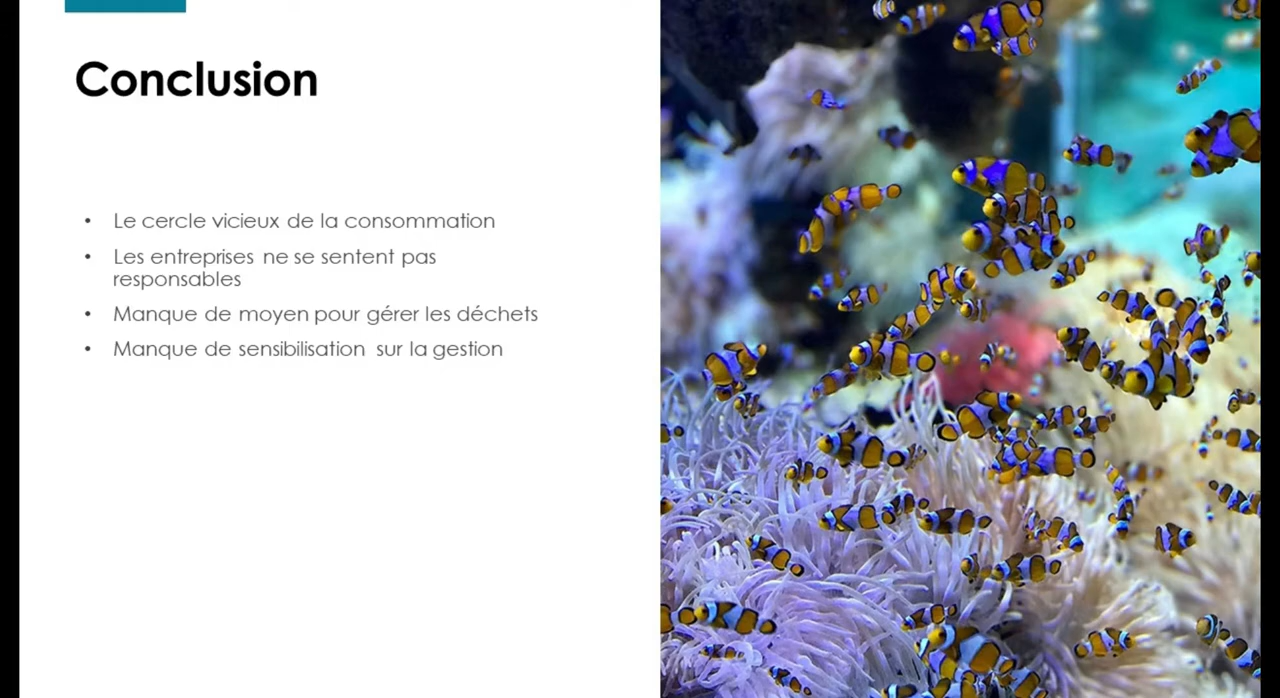 Conclusion
• Le cercle vicieux de la consommation
• Les entreprises ne se sentent pas
responsables
• Manque de moyen pour gérer les déchets
• Manque de sensibilisation sur la gestion